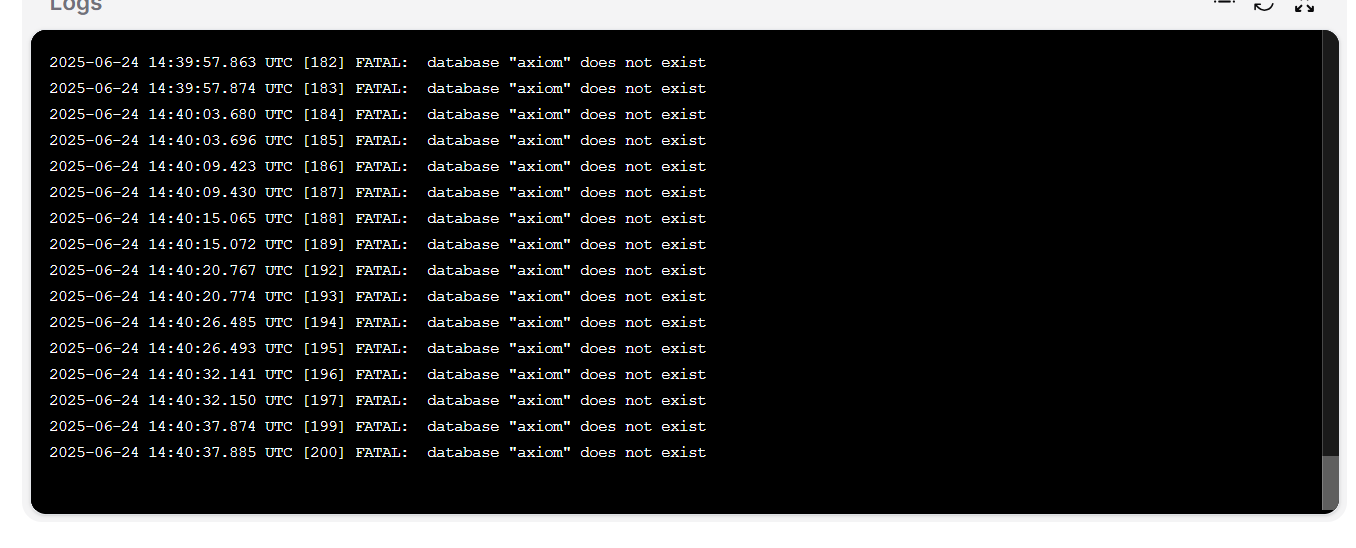 Logs
2025-06-24 14:39:57.863 UTC [182] FATAL:  database "axiom" does not exist
2025-06-24 14:39:57.874 UTC [183] FATAL:  database "axiom" does not exist
2025-06-24 14:40:03.680 UTC [184] FATAL:  database "axiom" does not exist
2025-06-24 14:40:03.696 UTC [185] FATAL:  database "axiom" does not exist
2025-06-24 14:40:09.423 UTC [186] FATAL:  database "axiom" does not exist
2025-06-24 14:40:09.430 UTC [187] FATAL:  database "axiom" does not exist
2025-06-24 14:40:15.065 UTC [188] FATAL:  database "axiom" does not exist
2025-06-24 14:40:15.072 UTC [189] FATAL:  database "axiom" does not exist
2025-06-24 14:40:20.767 UTC [192] FATAL:  database "axiom" does not exist
2025-06-24 14:40:20.774 UTC [193] FATAL:  database "axiom" does not exist
2025-06-24 14:40:26.485 UTC [194] FATAL:  database "axiom" does not exist
2025-06-24 14:40:26.493 UTC [195] FATAL:  database "axiom" does not exist
2025-06-24 14:40:32.141 UTC [196] FATAL:  database "axiom" does not exist
2025-06-24 14:40:32.150 UTC [197] FATAL:  database "axiom" does not exist
2025-06-24 14:40:37.874 UTC [199] FATAL:  database "axiom" does not exist
2025-06-24 14:40:37.885 UTC [200] FATAL:  database "axiom" does not exist